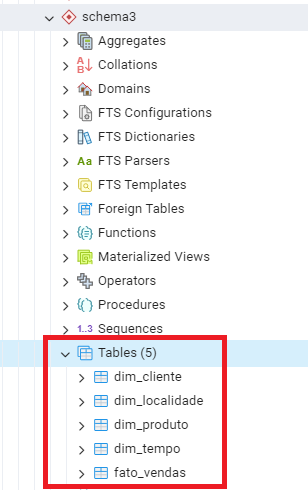 schema3
Aggregates
Collations
Domains
FTS Configurations
FTS Dictionaries
Aa FTS Parsers
FTS Templates
Foreign Tables
Functions
Materialized Views
Operators
Procedures
1..3 Sequences
Tables (5)
dim_cliente
dim_localidade
dim_produto
dim_tempo
fato_vendas